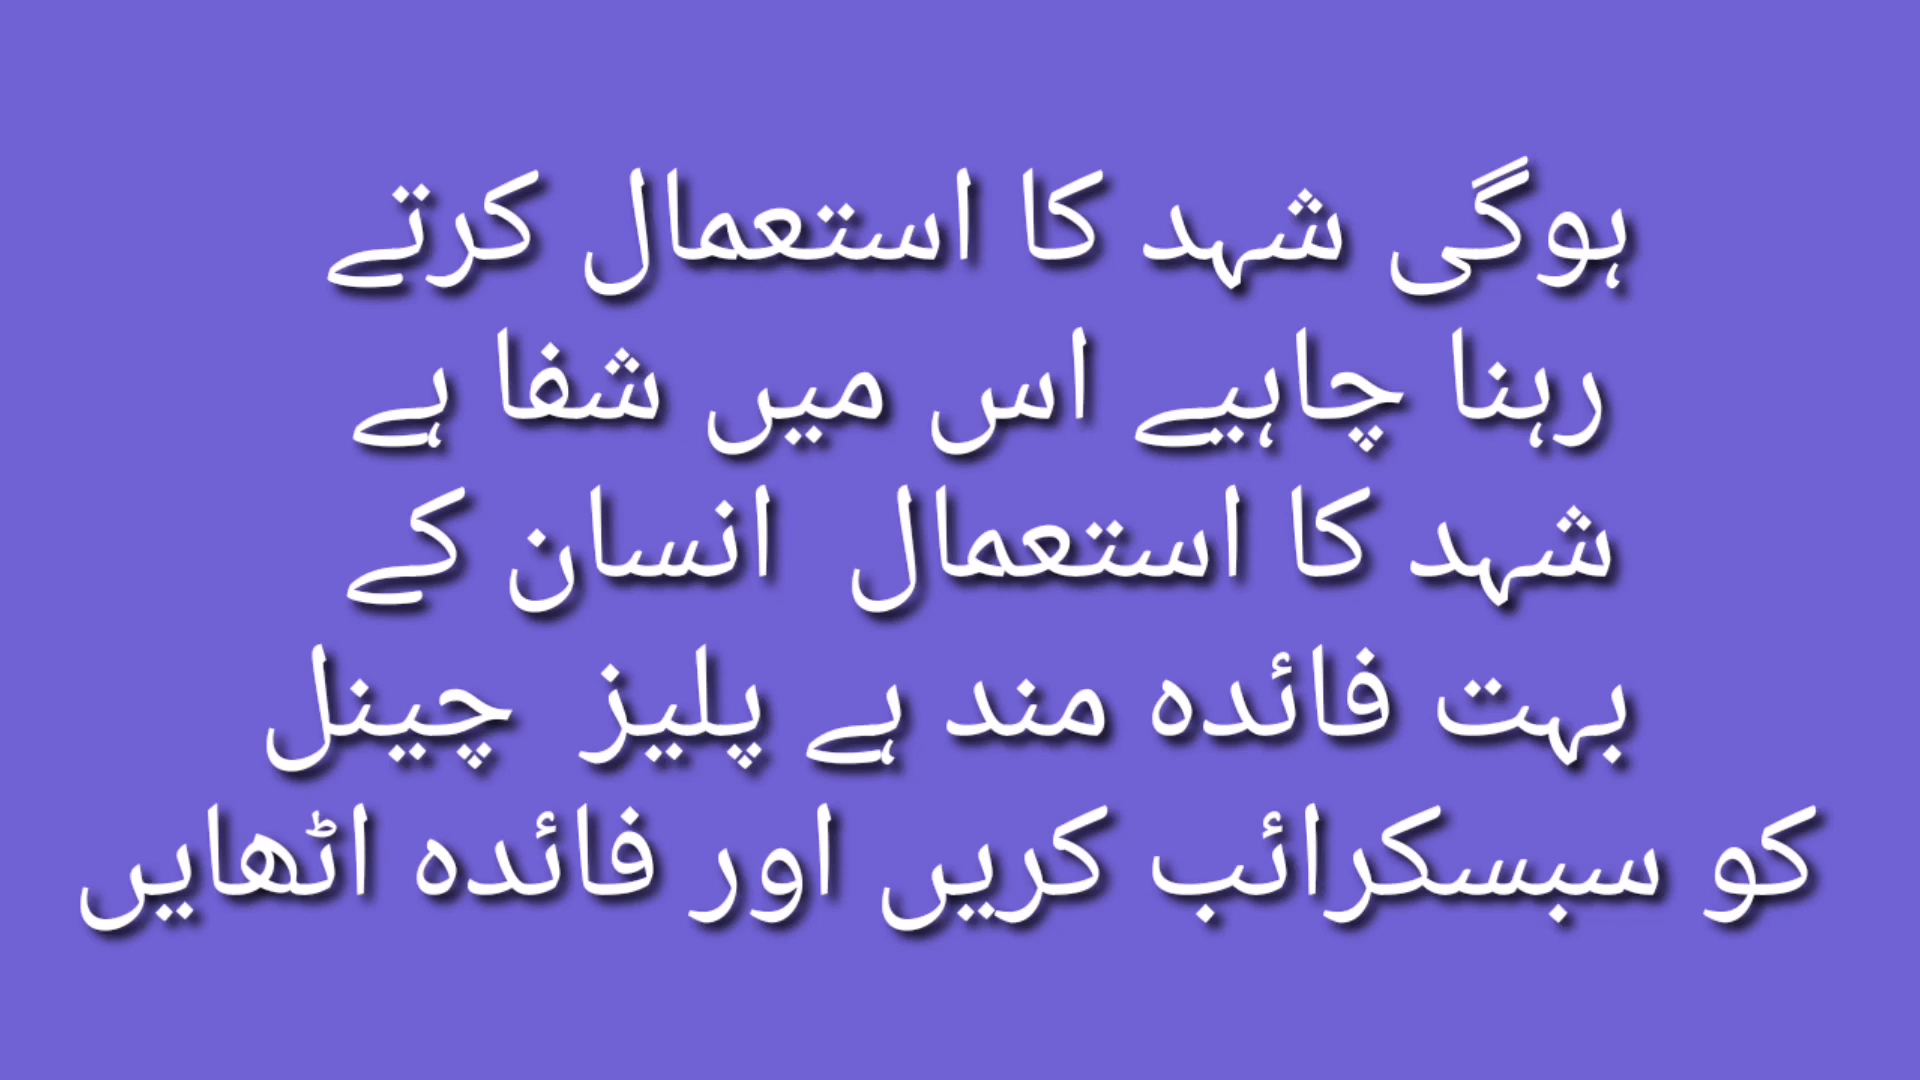 ہوگی شہد کا استعمال کرتے
رہنا چاہیے اس میں شفا ہے
شہد کا استعمال  انسان کے
بہت فائدہ مند ہے پلیز  چینل
کو سبسکرائب کریں اور فائدہ اٹھایں